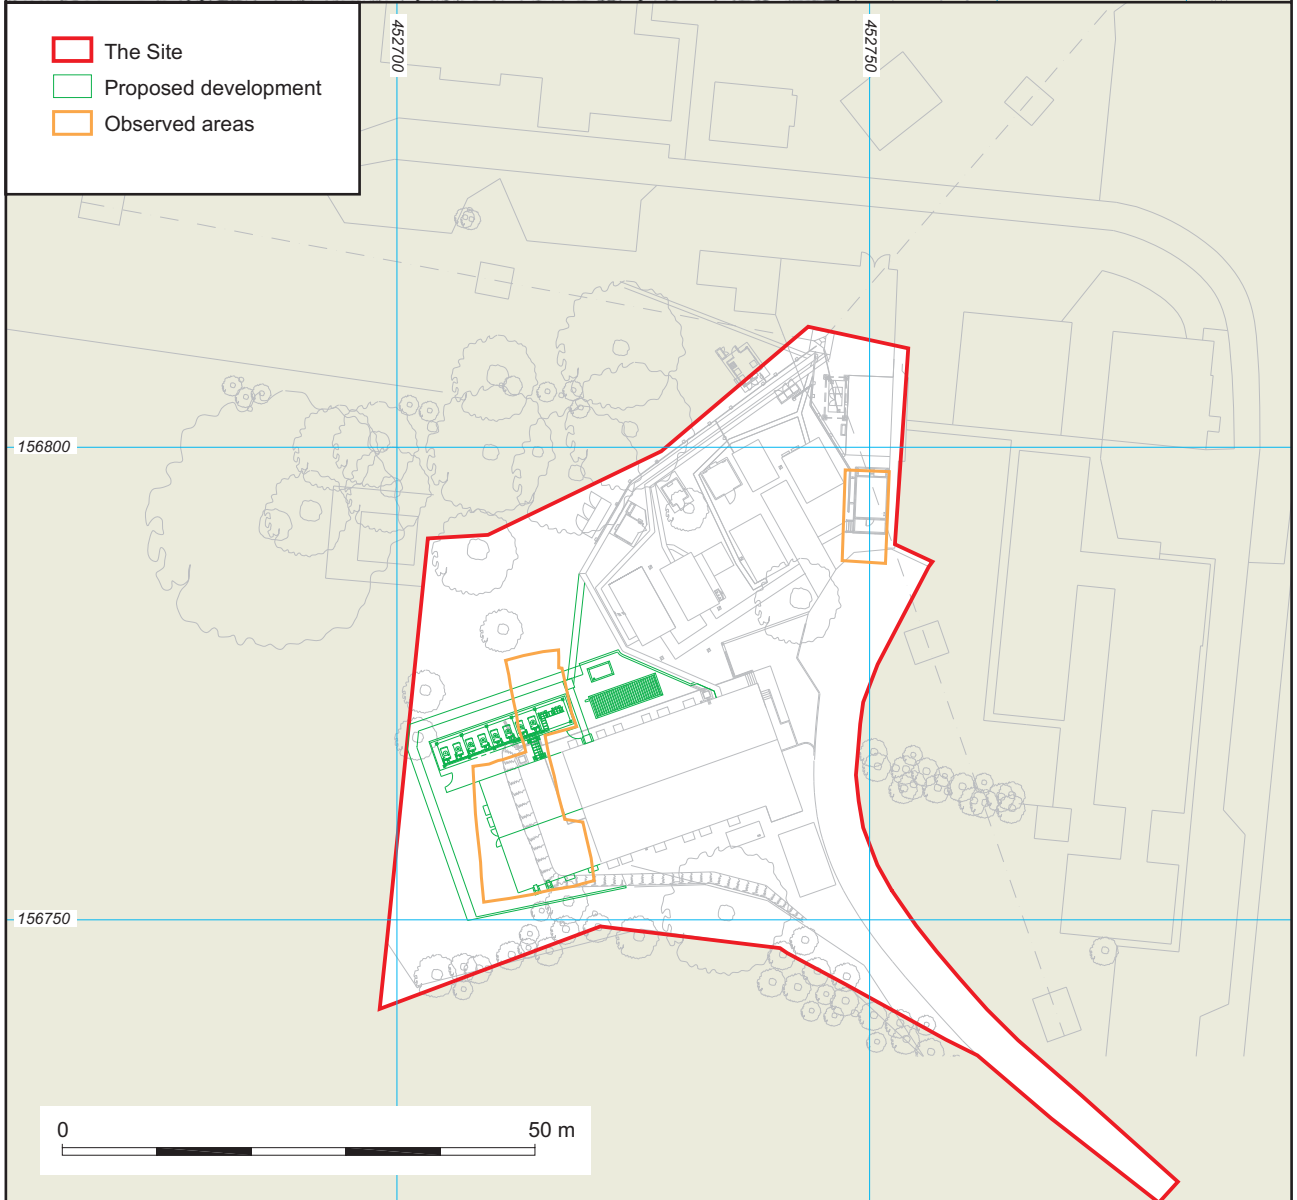 The Site
Proposed development
Observed areas
452700
452750
156800
156750
0 50 m